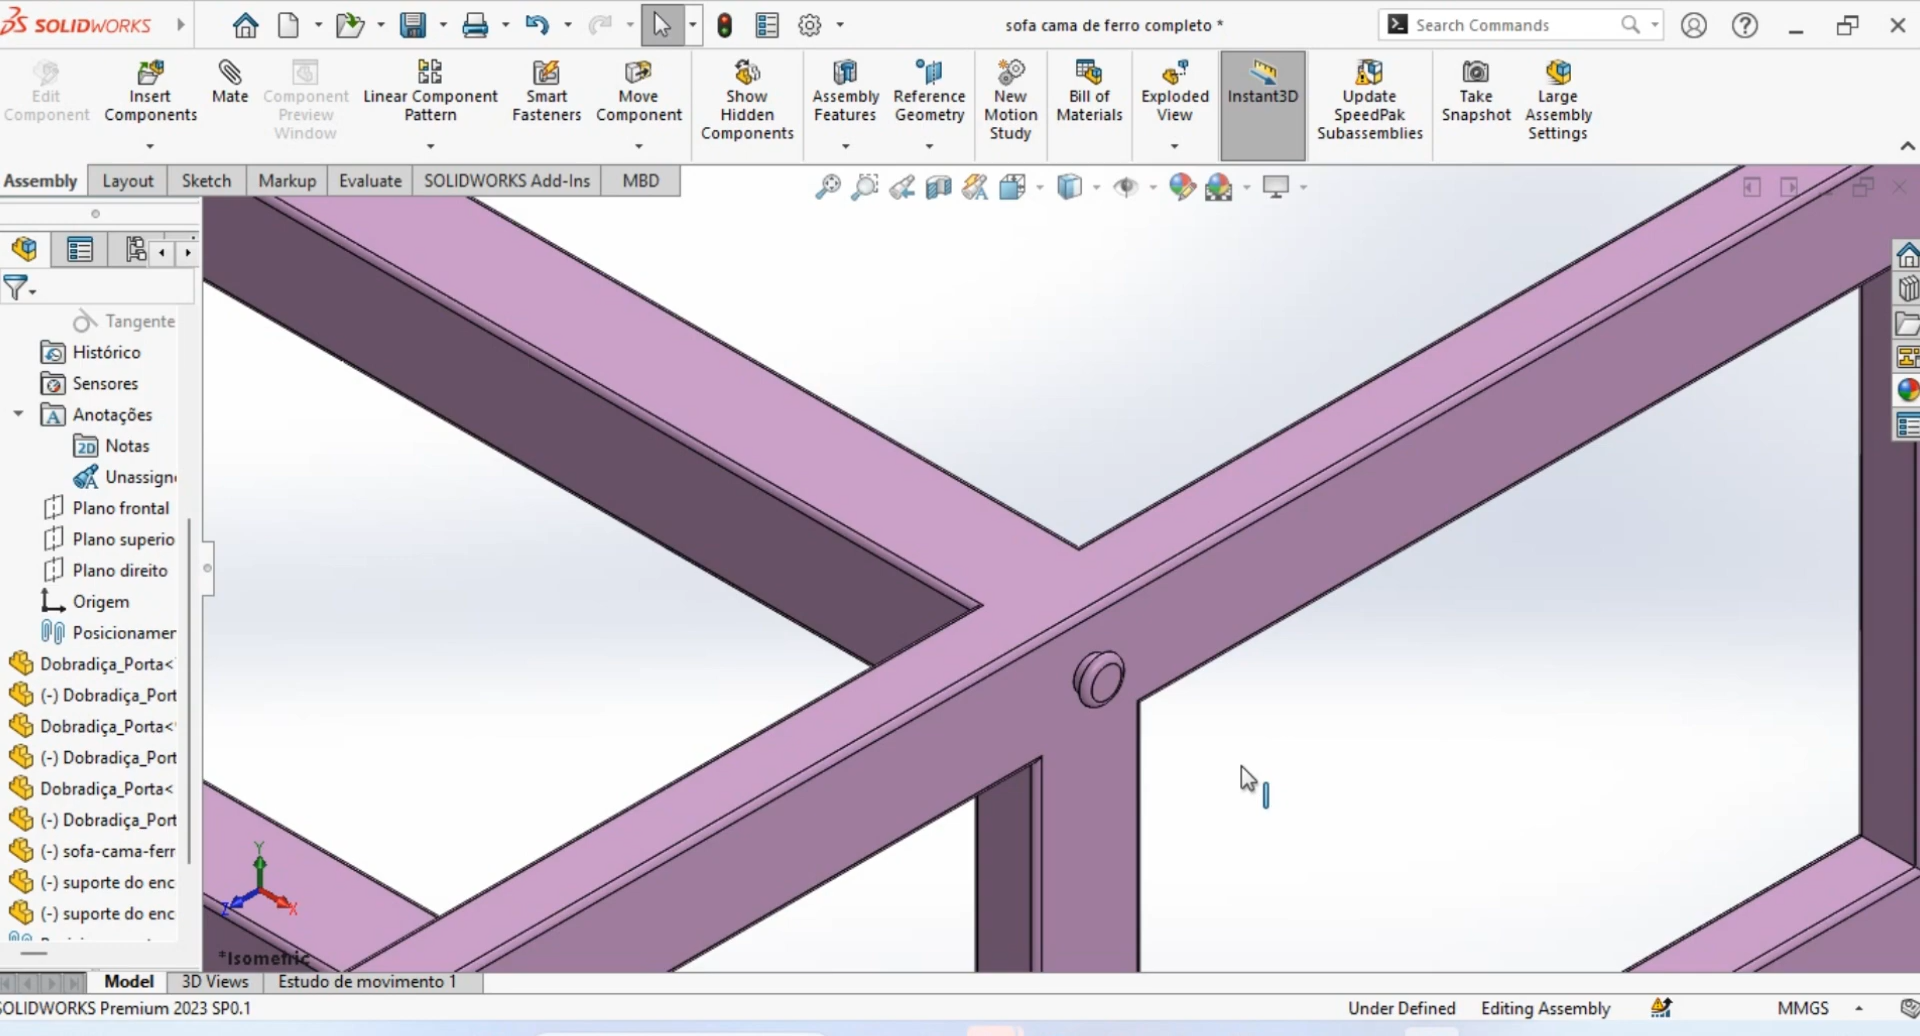 SOLIDWORKS
sofa cama de ferro completo *
Search Commands
Edit Component
Insert Components
Mate
Component Preview Window
Linear Component Pattern
Smart Fasteners
Move Component
Show Hidden Components
Assembly Features
Reference Geometry
New Motion Study
Bill of Materials
Exploded View
Instant3D
Update SpeedPak Subassemblies
Take Snapshot
Large Assembly Settings
Assembly
Layout
Sketch
Markup
Evaluate
SOLIDWORKS Add-Ins
MBD
Tangente
Histórico
Sensores
Anotações
Notas
Unassign
Plano frontal
Plano superio
Plano direito
Origem
Posicionamer
Dobradiça_Porta<
(-) Dobradiça_Port
Dobradiça_Porta<
(-) Dobradiça_Port
Dobradiça_Porta<
(-) Dobradiça_Port
(-) sofa-cama-ferr
(-) suporte do enc
(-) suporte do enc
Y
Z
X
*Isometric
Model
3D Views
Estudo de movimento 1
SOLIDWORKS Premium 2023 SP0.1
Under Defined
Editing Assembly
MMGS